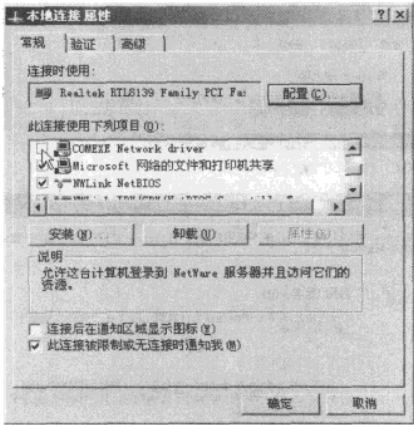 本地连接 属性
常规 验证 高级
连接时使用:
Realtek RTL8139 Family PCI Fa:
配置(C)...
此连接使用下列项目(O):
COMEXE Network driver
Microsoft 网络的文件和打印机共享
NWLink NetBIOS
安装(N)... 卸载(U) 属性(R)
说明
允许这台计算机登录到 NetWare 服务器并且访问它们的
资源。
连接后在通知区域显示图标(W)
此连接被限制或无连接时通知我(M)
确定 取消